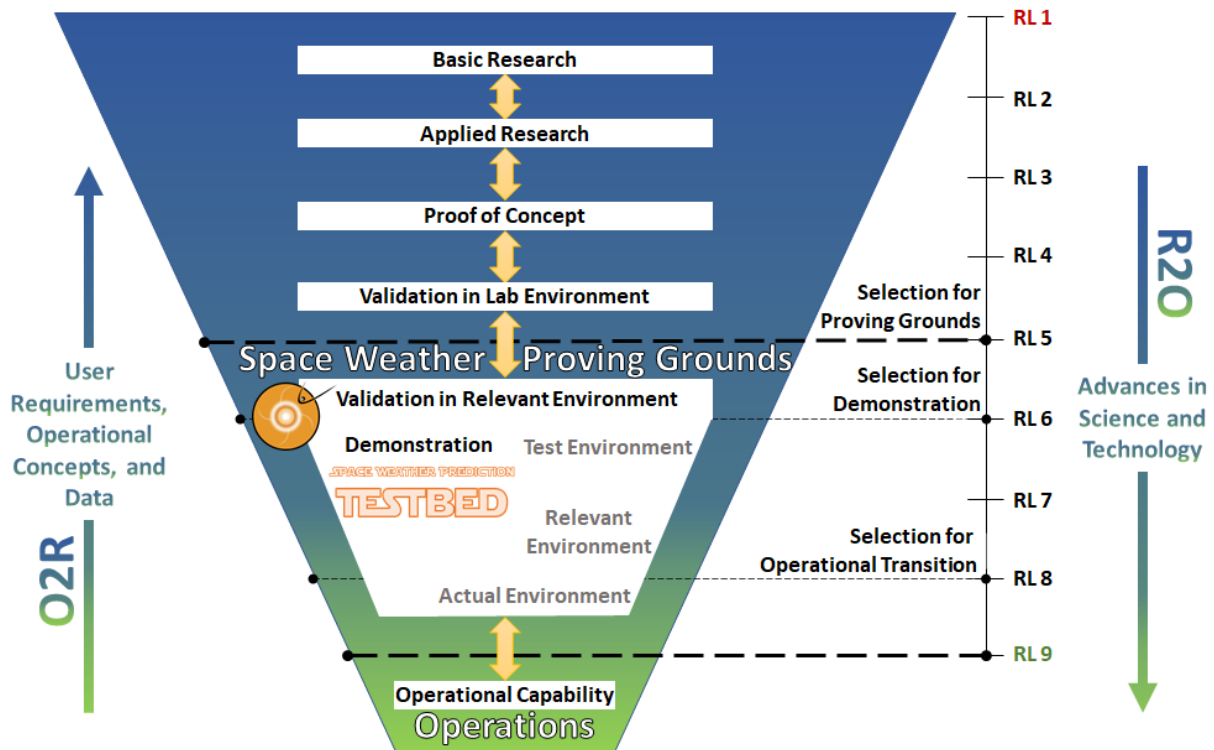 RL 1
Basic Research
RL 2
Applied Research
RL 3
Proof of Concept
RL 4
Validation in Lab Environment
Selection for
Proving Grounds
RL 5
Space Weather Proving Grounds
Validation in Relevant Environment
Selection for
Demonstration
RL 6
Demonstration
Test Environment
SPACE WEATHER PREDICTION
TESTBED
RL 7
Relevant
Environment
Selection for
Operational Transition
RL 8
Actual Environment
RL 9
Operational Capability
Operations
User
Requirements,
Operational
Concepts, and
Data
O2R
R2O
Advances in
Science and
Technology